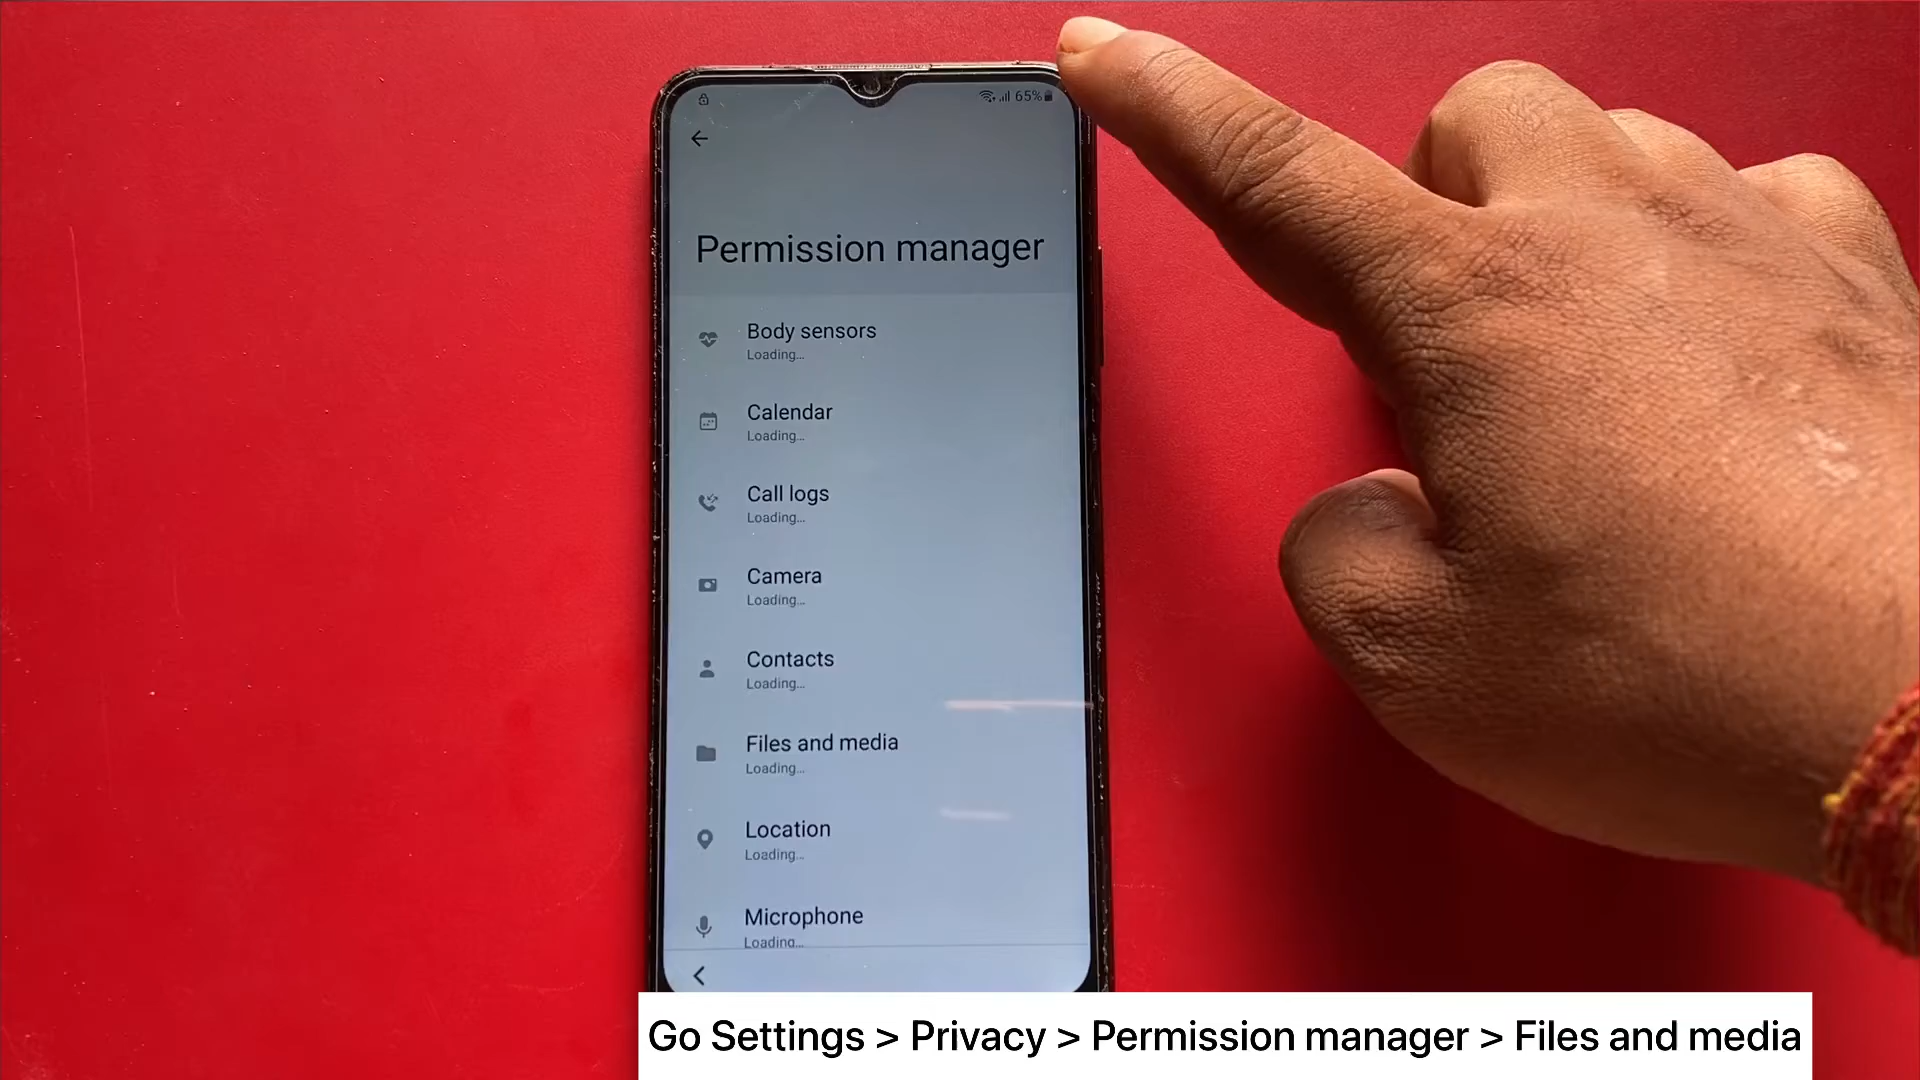 65%
Permission manager
Body sensors
Loading...
Calendar
Loading...
Call logs
Loading...
Camera
Loading...
Contacts
Loading...
Files and media
Loading...
Location
Loading...
Microphone
Loading...
Go Settings > Privacy > Permission manager > Files and media